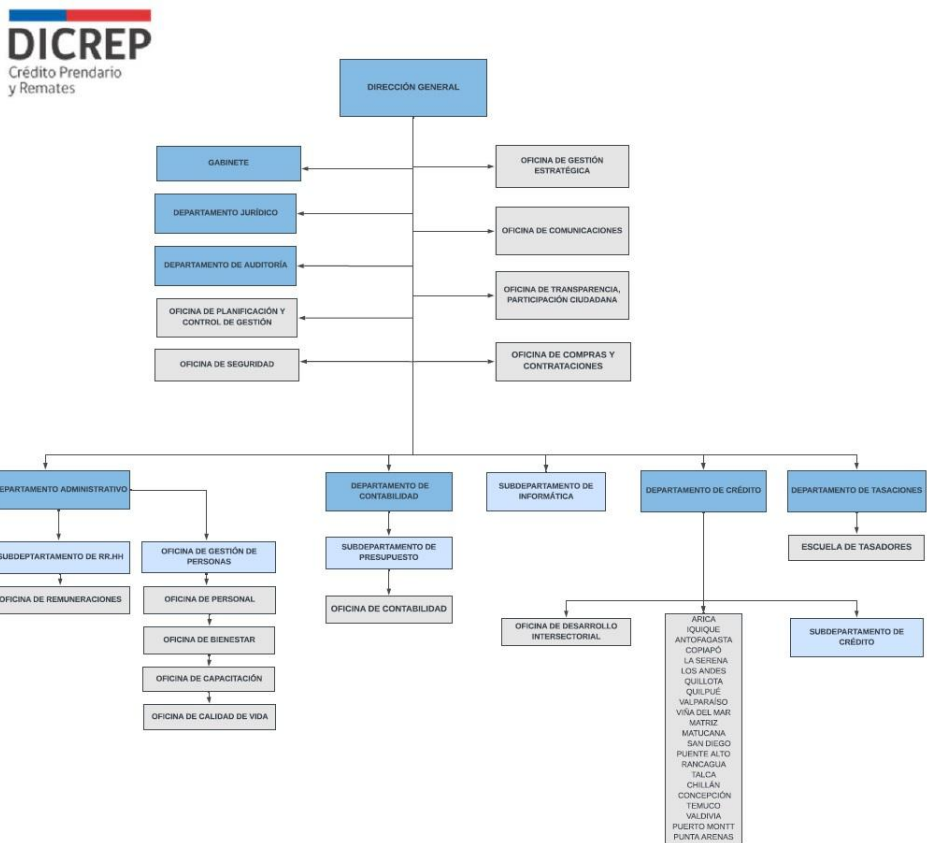 DICREP
Crédito Prendario
y Remates
DIRECCIÓN GENERAL
GABINETE
OFICINA DE GESTIÓN
ESTRATÉGICA
DEPARTAMENTO JURÍDICO
OFICINA DE COMUNICACIONES
DEPARTAMENTO DE AUDITORÍA
OFICINA DE TRANSPARENCIA,
PARTICIPACIÓN CIUDADANA
OFICINA DE PLANIFICACIÓN Y
CONTROL DE GESTIÓN
OFICINA DE SEGURIDAD
OFICINA DE COMPRAS Y
CONTRATACIONES
DEPARTAMENTO ADMINISTRATIVO
DEPARTAMENTO DE
CONTABILIDAD
SUBDEPARTAMENTO DE
INFORMÁTICA
DEPARTAMENTO DE CRÉDITO
DEPARTAMENTO DE TASACIONES
SUBDEPTARTAMENTO DE RR.HH
OFICINA DE GESTIÓN DE
PERSONAS
SUBDEPARTAMENTO DE
PRESUPUESTO
ESCUELA DE TASADORES
OFICINA DE REMUNERACIONES
OFICINA DE PERSONAL
OFICINA DE CONTABILIDAD
OFICINA DE BIENESTAR
OFICINA DE CAPACITACIÓN
OFICINA DE CALIDAD DE VIDA
OFICINA DE DESARROLLO
INTERSECTORIAL
ARICA
IQUIQUE
ANTOFAGASTA
COPIAPÓ
LA SERENA
LOS ANDES
QUILLOTA
QUILPUÉ
VALPARAÍSO
VIÑA DEL MAR
MATRIZ
MATUCANA
SAN DIEGO
PUENTE ALTO
RANCAGUA
TALCA
CHILLÁN
CONCEPCIÓN
TEMUCO
VALDIVIA
PUERTO MONTT
PUNTA ARENAS
SUBDEPARTAMENTO DE
CRÉDITO